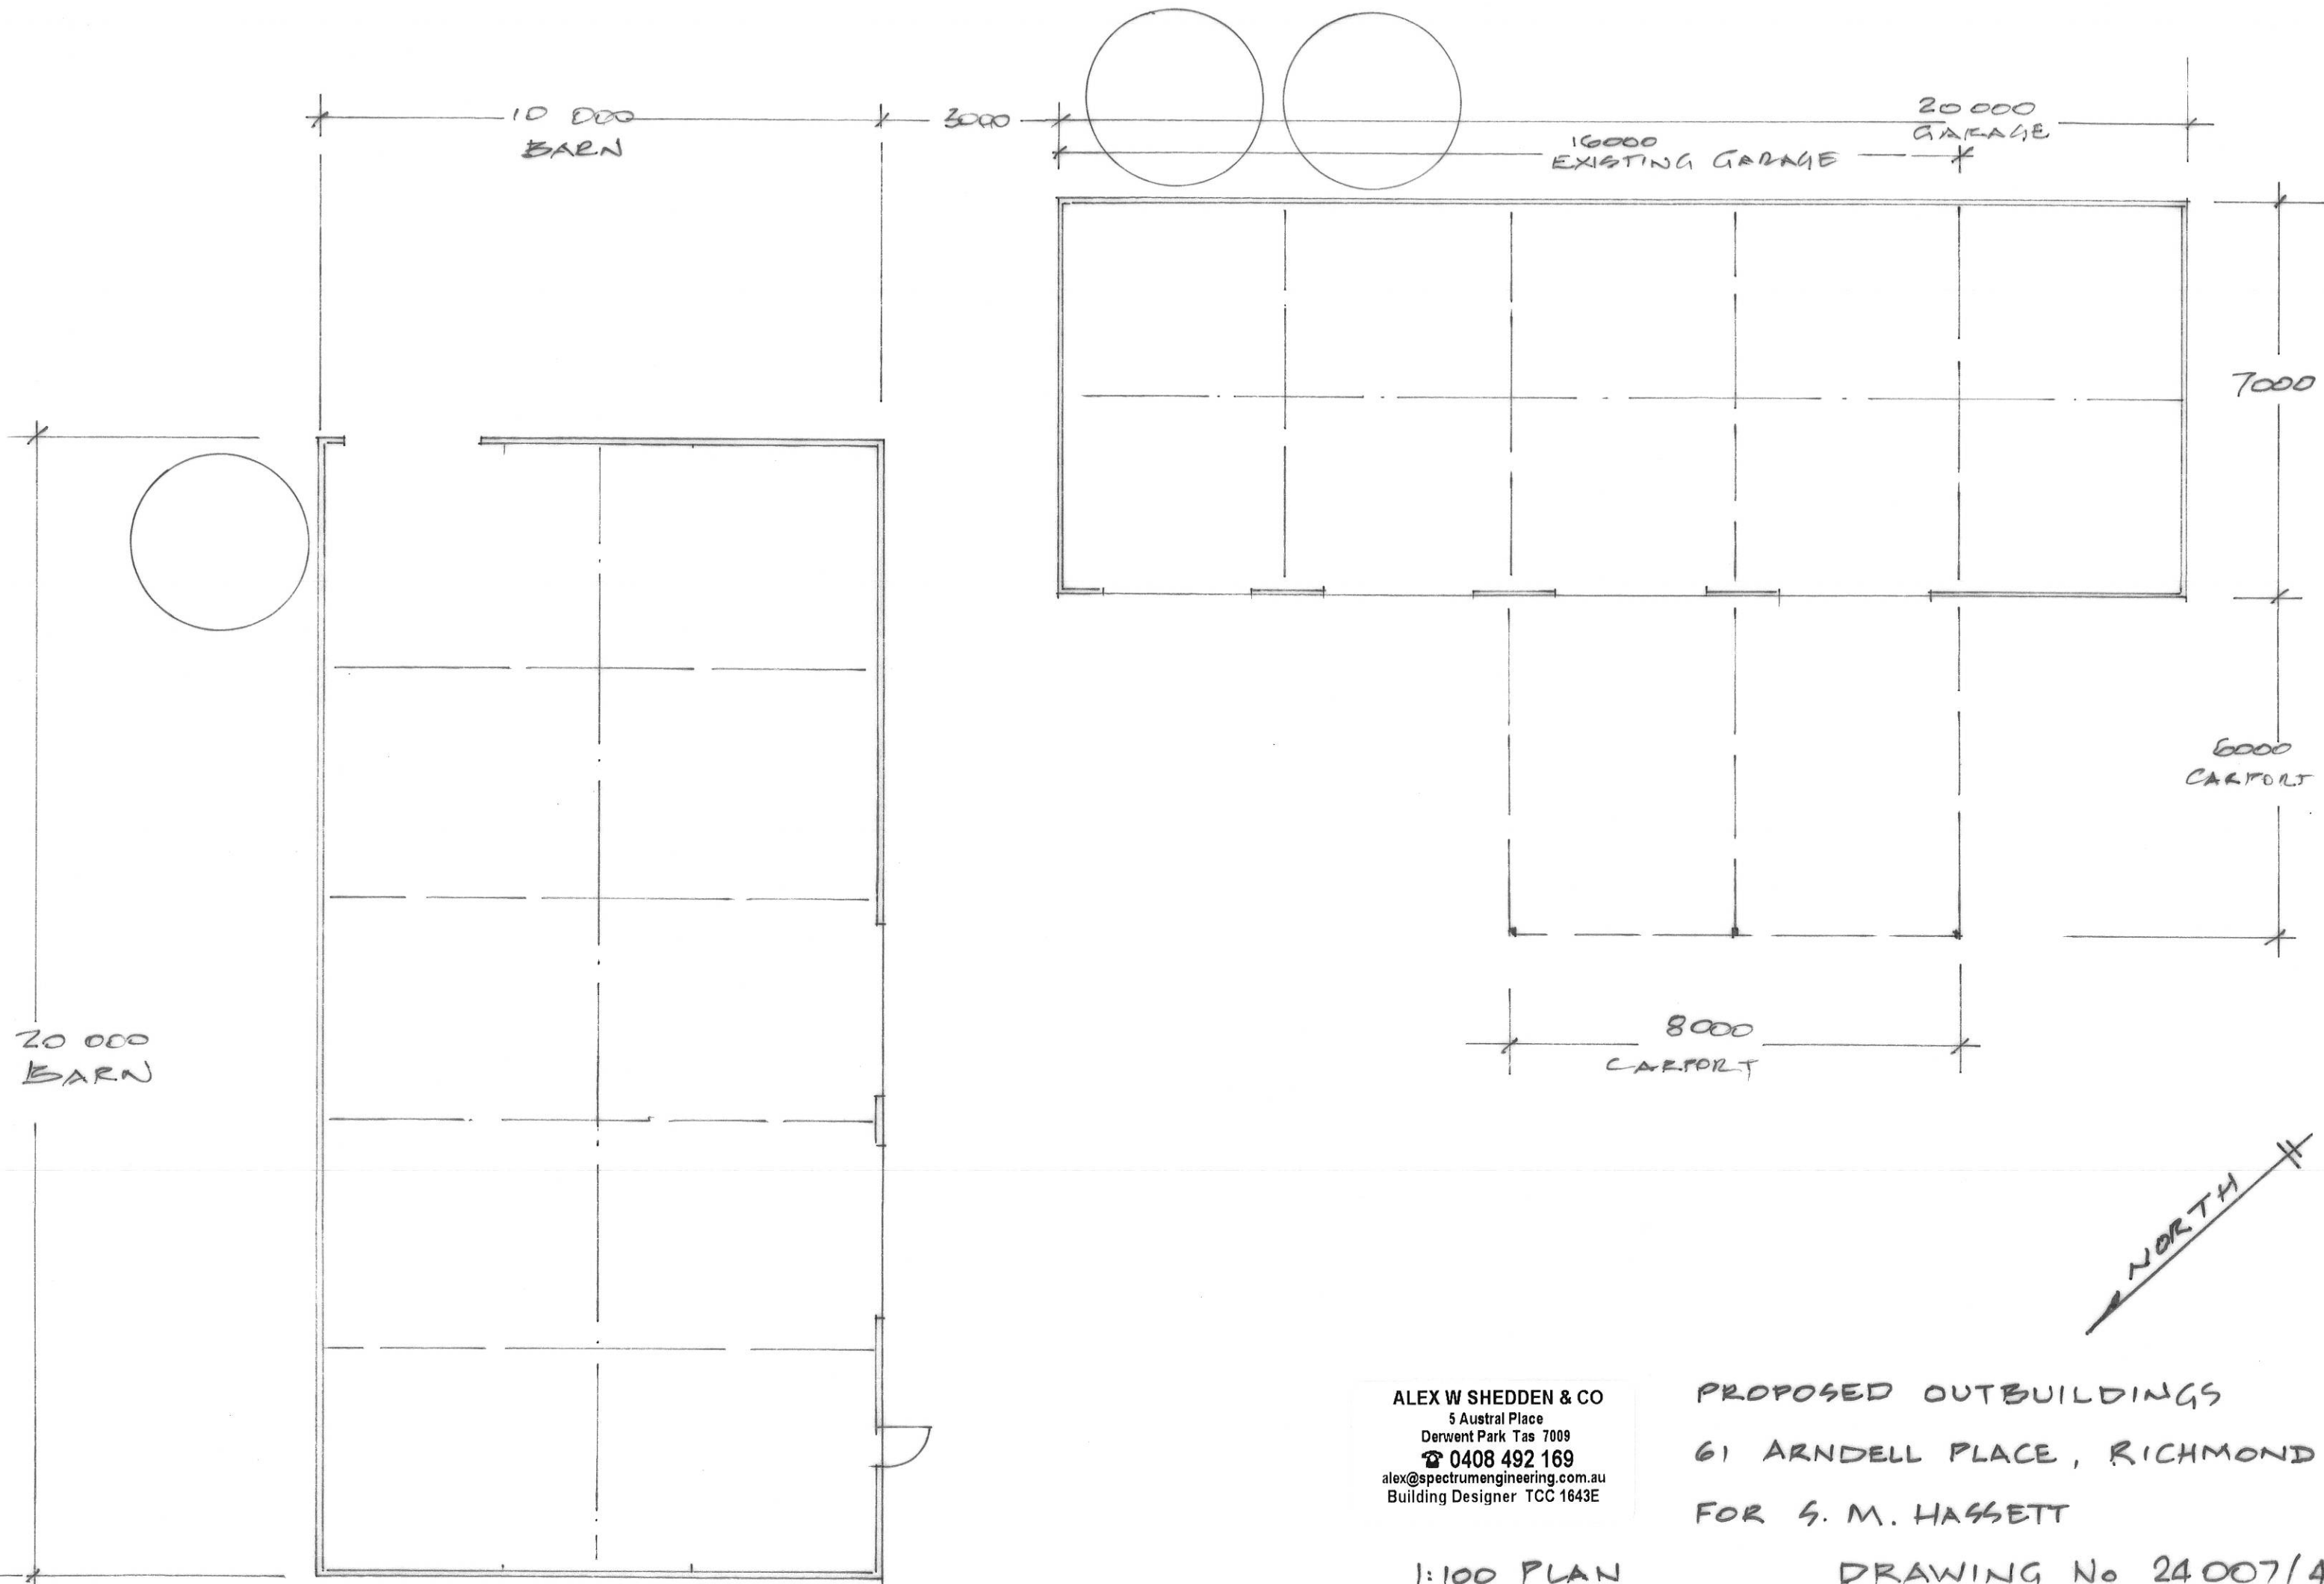 10 000
BARN
3000
20 000
GARAGE
16000
EXISTING GARAGE
7000
6000
CARPORT
20 000
BARN
8000
CARPORT
NORTH
ALEX W SHEDDEN & CO
5 Austral Place
Derwent Park Tas 7009
☎ 0408 492 169
alex@spectrumengineering.com.au
Building Designer TCC 1643E
PROPOSED OUTBUILDINGS
61 ARNDELL PLACE, RICHMOND
FOR S. M. HASSETT
1:100 PLAN
DRAWING No 24007/